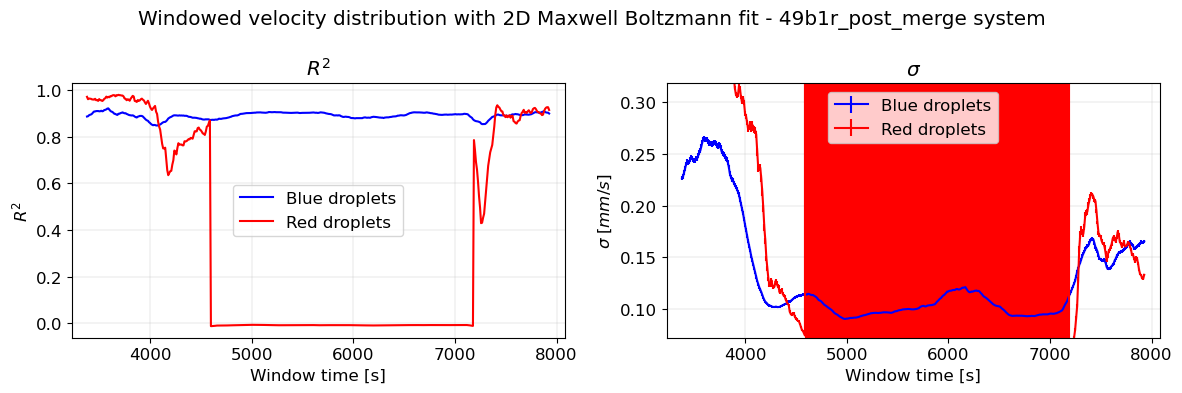 Windowed velocity distribution with 2D Maxwell Boltzmann fit - 49b1r_post_merge system
R²
1.0
0.8
0.6
0.4
0.2
0.0
R²
Blue droplets
Red droplets
4000 5000 6000 7000 8000
Window time [s]
σ
0.30
0.25
0.20
0.15
0.10
σ [mm/s]
Blue droplets
Red droplets
4000 5000 6000 7000 8000
Window time [s]